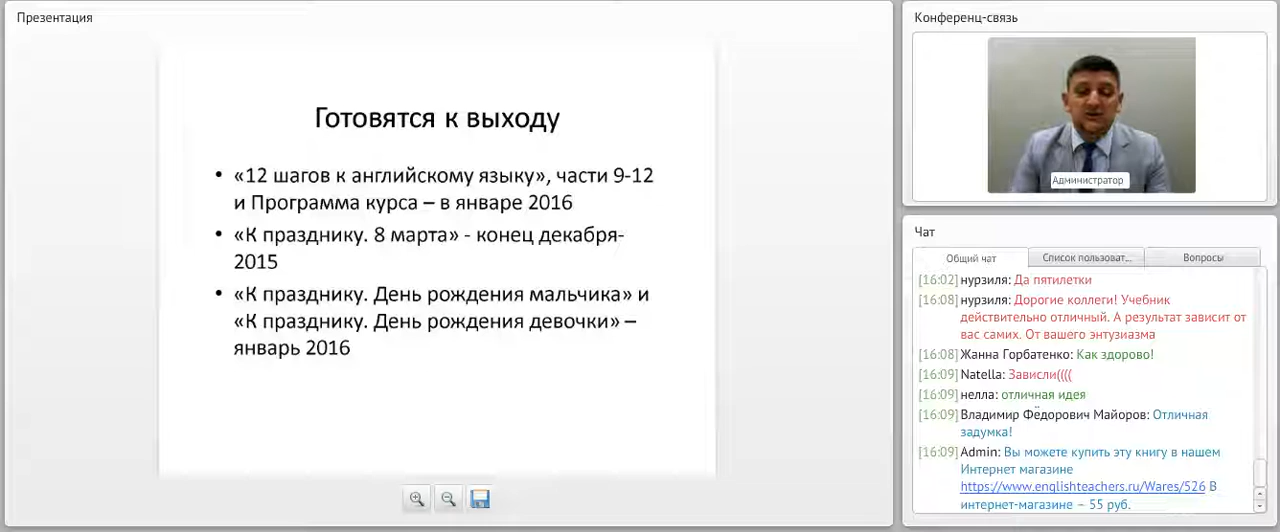 Презентация
Готовятся к выходу
• «12 шагов к английскому языку», части 9-12
и Программа курса – в январе 2016
• «К празднику. 8 марта» - конец декабря-
2015
• «К празднику. День рождения мальчика» и
«К празднику. День рождения девочки» –
январь 2016
Конференц-связь
Администратор
Чат
Общий чат
Список пользоват...
Вопросы
[16:02] нурзиля: Да пятилетки
[16:08] нурзиля: Дорогие коллеги! Учебник
действительно отличный. А результат зависит от
вас самих. От вашего энтузиазма
[16:08] Жанна Горбатенко: Как здорово!
[16:09] Natella: Зависли((((
[16:09] нелла: отличная идея
[16:09] Владимир Фёдорович Майоров: Отличная
задумка!
[16:09] Admin: Вы можете купить эту книгу в нашем
Интернет магазине
https://www.englishteachers.ru/Wares/526 В
интернет-магазине – 55 руб.